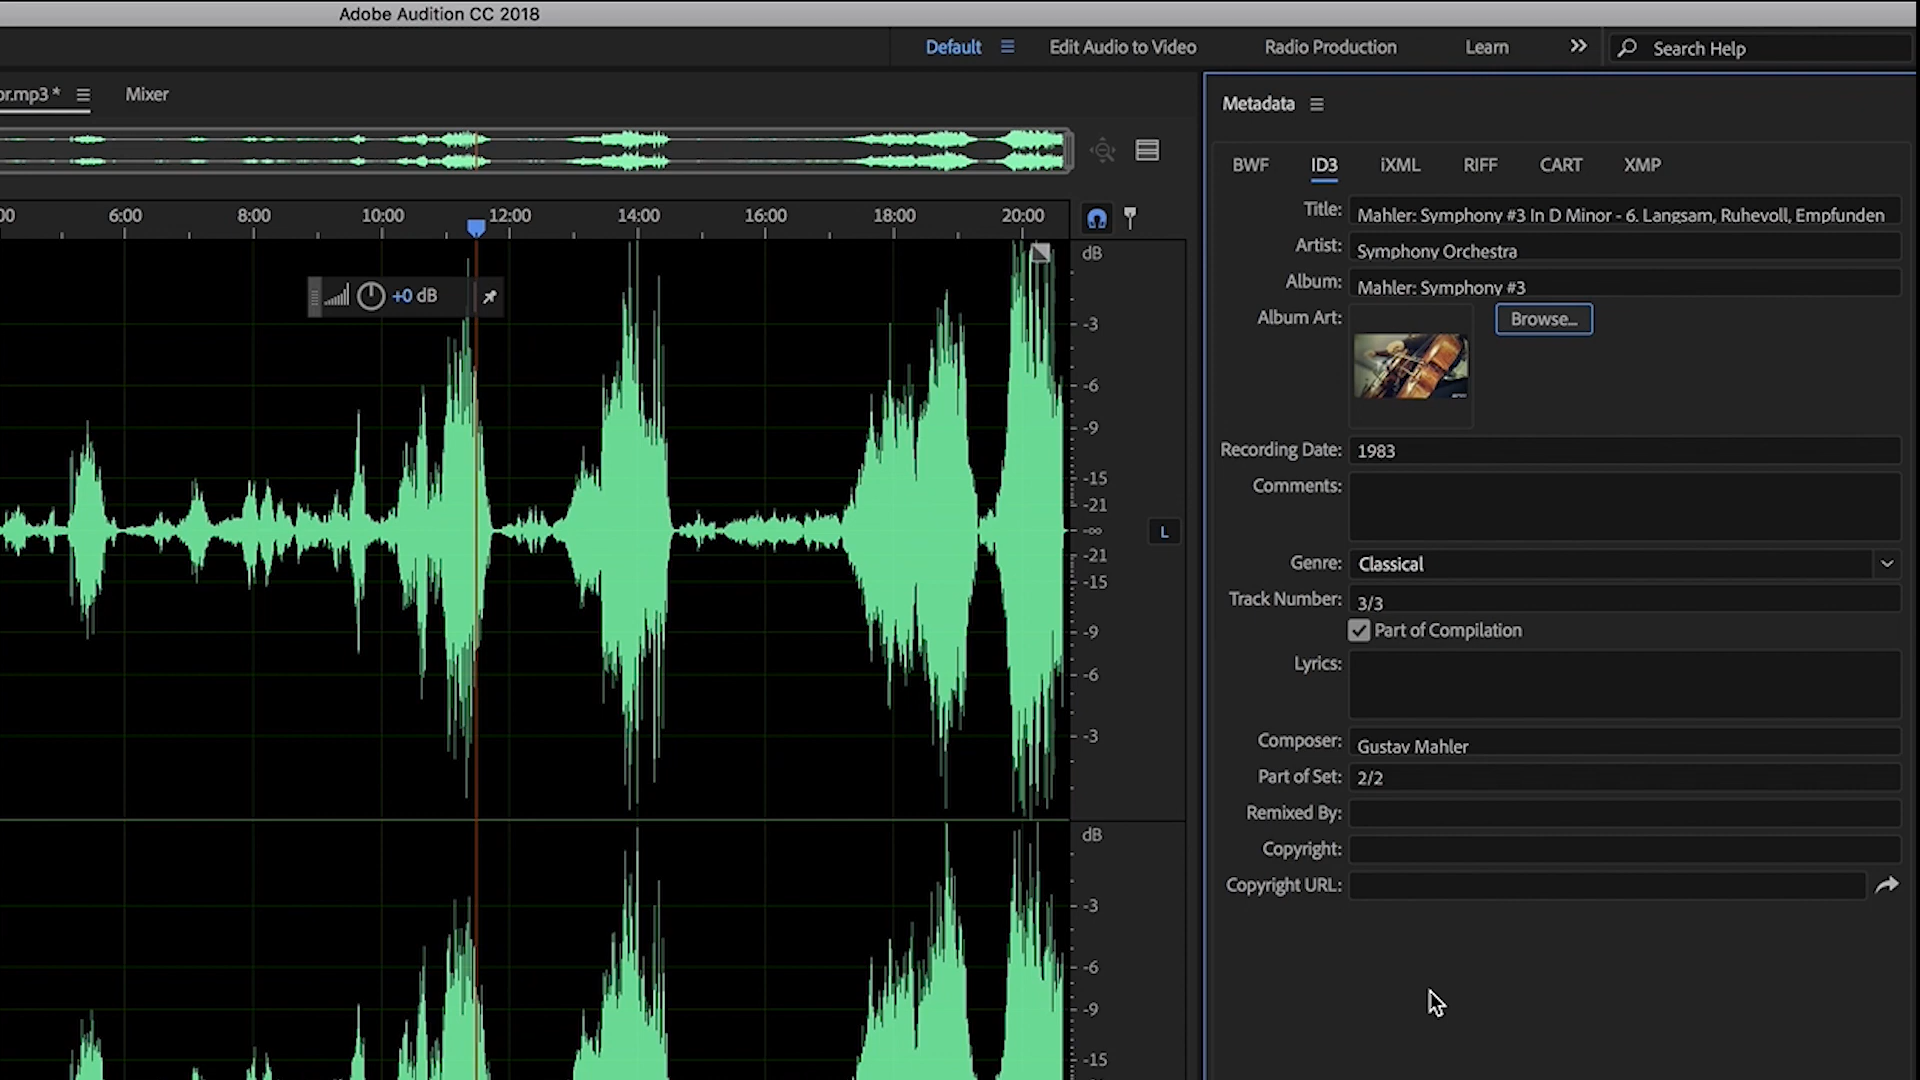 Adobe Audition CC 2018
Default
Edit Audio to Video
Radio Production
Learn
Search Help
or.mp3 *
Mixer
Metadata
BWF ID3 iXML RIFF CART XMP
00 6:00 8:00 10:00 12:00 14:00 16:00 18:00 20:00
+0 dB
dB
-3
-6
-9
-15
-21
-∞
-21
-15
-9
-6
-3
L
dB
-3
-6
-9
-15
Title: Mahler: Symphony #3 In D Minor - 6. Langsam, Ruhevoll, Empfunden
Artist: Symphony Orchestra
Album: Mahler: Symphony #3
Album Art: Browse...
Recording Date: 1983
Comments:
Genre: Classical
Track Number: 3/3
Part of Compilation
Lyrics:
Composer: Gustav Mahler
Part of Set: 2/2
Remixed By:
Copyright:
Copyright URL: